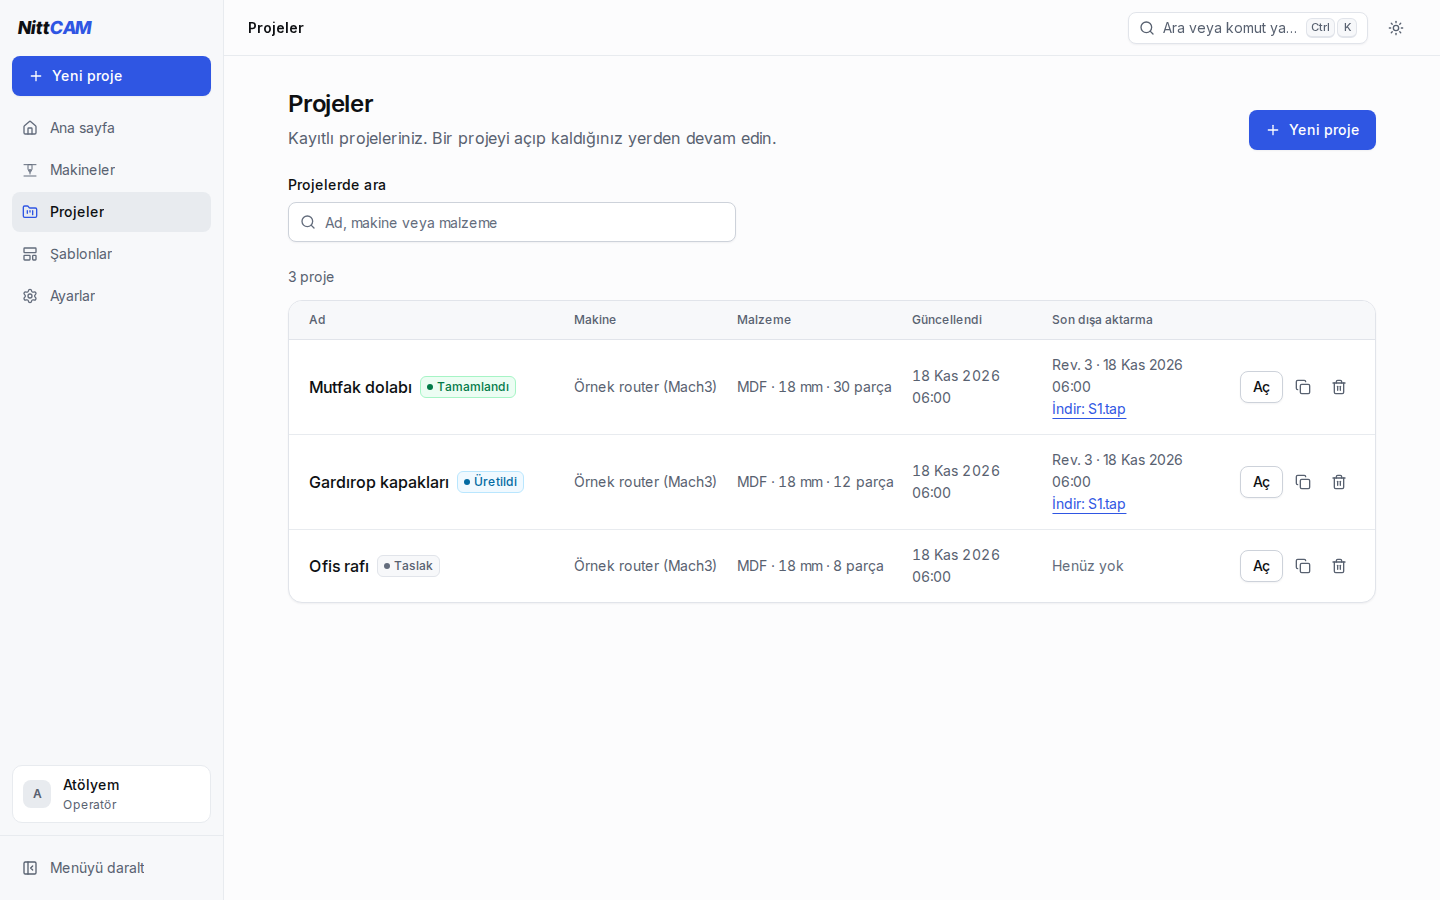 NittCAM
Yeni proje
Ana sayfa
Makineler
Projeler
Şablonlar
Ayarlar
A
Atölyem
Operatör
Menüyü daralt
Projeler
Ara veya komut ya... Ctrl K
Projeler
Kayıtlı projeleriniz. Bir projeyi açıp kaldığınız yerden devam edin.
Yeni proje
Projelerde ara
Ad, makine veya malzeme
3 proje
Ad Makine Malzeme Güncellendi Son dışa aktarma
Mutfak dolabı Tamamlandı Örnek router (Mach3) MDF · 18 mm · 30 parça 18 Kas 2026 06:00 Rev. 3 · 18 Kas 2026 06:00 İndir: S1.tap Aç
Gardırop kapakları Üretildi Örnek router (Mach3) MDF · 18 mm · 12 parça 18 Kas 2026 06:00 Rev. 3 · 18 Kas 2026 06:00 İndir: S1.tap Aç
Ofis rafı Taslak Örnek router (Mach3) MDF · 18 mm · 8 parça 18 Kas 2026 06:00 Henüz yok Aç